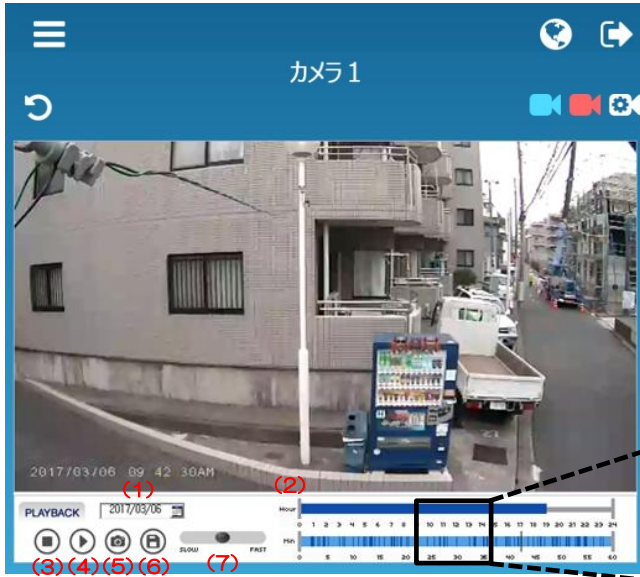 カメラ1
2017/03/06 09 42 30AM
(1)
(2)
PLAYBACK 2017/03/06
Hour
0 1 2 3 4 5 6 7 8 10 11 12 13 14 15 16 17 18 19 20 21 22 23 24
SLOW FAST
Min
0 5 10 15 20 25 30 35 40 45 50 55 60
(3) (4) (5) (6) (7)